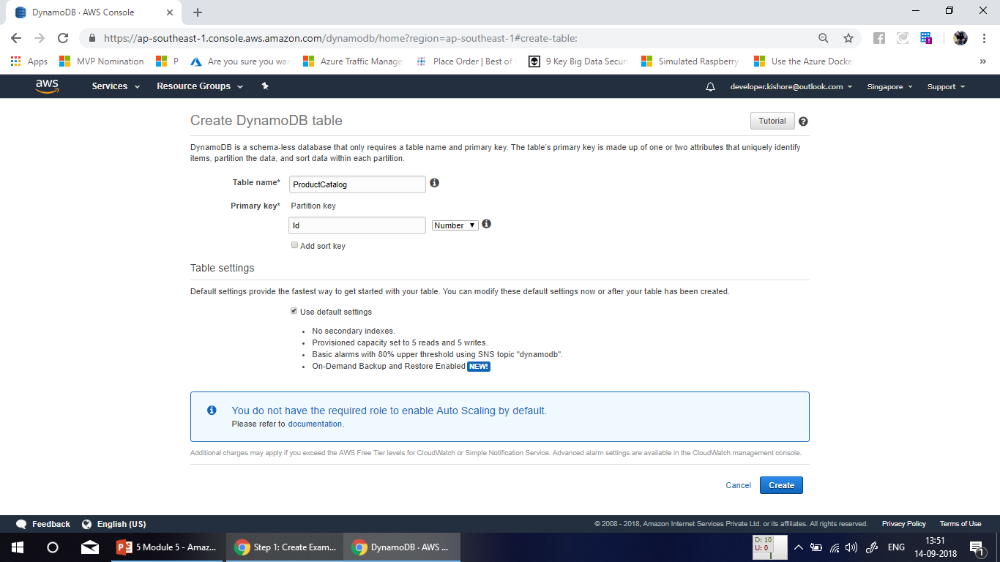 DynamoDB · AWS Console
https://ap-southeast-1.console.aws.amazon.com/dynamodb/home?region=ap-southeast-1#create-table:
Apps MVP Nomination P Are you sure you wan Azure Traffic Manage Place Order | Best of 9 Key Big Data Securi Simulated Raspberry Use the Azure Docke
aws Services Resource Groups developer.kishore@outlook.com Singapore Support
Create DynamoDB table
Tutorial
DynamoDB is a schema-less database that only requires a table name and primary key. The table's primary key is made up of one or two attributes that uniquely identify
items, partition the data, and sort data within each partition.
Table name* ProductCatalog
Primary key* Partition key
Id Number
Add sort key
Table settings
Default settings provide the fastest way to get started with your table. You can modify these default settings now or after your table has been created.
Use default settings
No secondary indexes.
Provisioned capacity set to 5 reads and 5 writes.
Basic alarms with 80% upper threshold using SNS topic "dynamodb".
On-Demand Backup and Restore Enabled NEW!
You do not have the required role to enable Auto Scaling by default.
Please refer to documentation.
Additional charges may apply if you exceed the AWS Free Tier levels for CloudWatch or Simple Notification Service. Advanced alarm settings are available in the CloudWatch management console.
Cancel Create
Feedback English (US) © 2008 - 2018, Amazon Internet Services Private Ltd. or its affiliates. All rights reserved. Privacy Policy Terms of Use
5 Module 5 - Amaz... Step 1: Create Exam... DynamoDB · AWS ...
D: 10
U: 0
ENG
13:51
14-09-2018
1